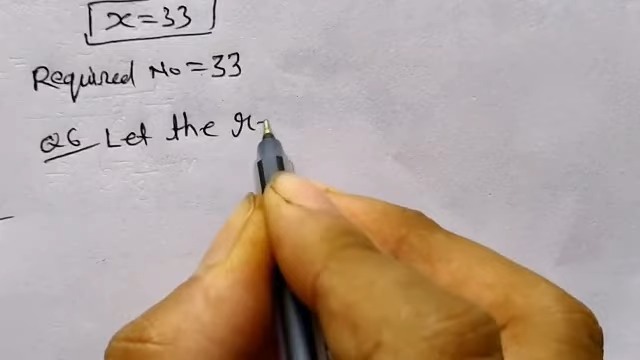 x=33
Required No=33
Q6 Let the r